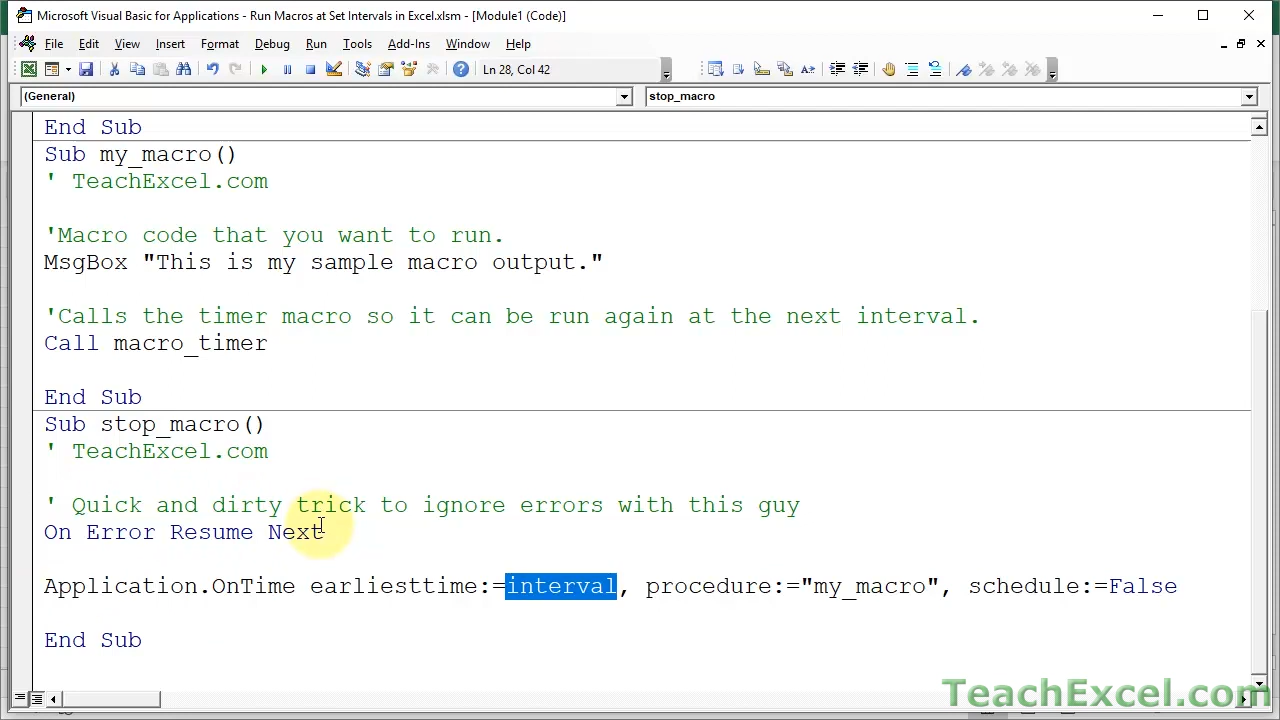 Microsoft Visual Basic for Applications - Run Macros at Set Intervals in Excel.xlsm - [Module1 (Code)]
File Edit View Insert Format Debug Run Tools Add-Ins Window Help
Ln 28, Col 42
(General) stop_macro
End Sub
Sub my_macro()
' TeachExcel.com
'Macro code that you want to run.
MsgBox "This is my sample macro output."
'Calls the timer macro so it can be run again at the next interval.
Call macro_timer
End Sub
Sub stop_macro()
' TeachExcel.com
' Quick and dirty trick to ignore errors with this guy
On Error Resume Next
Application.OnTime earliesttime:=interval, procedure:="my_macro", schedule:=False
End Sub
TeachExcel.com